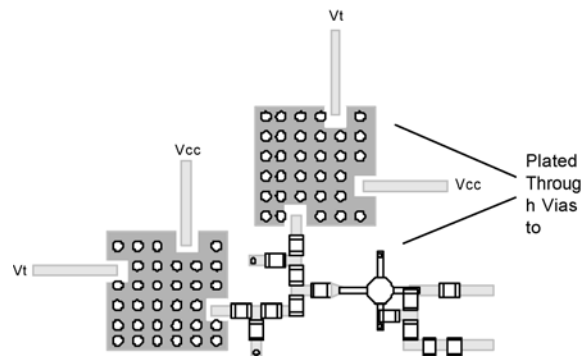 Vt
Vcc
Vcc
Vt
Plated
Throug
h Vias
to